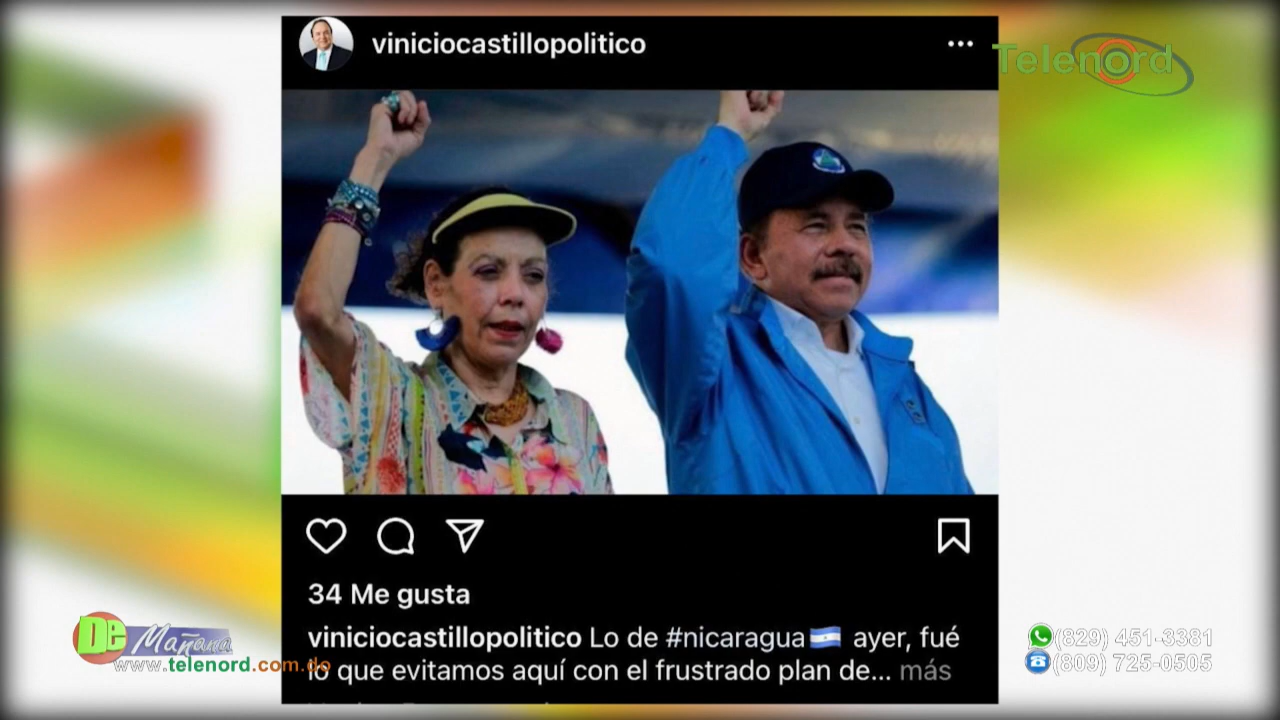 viniciocastillopolitico
Telenord
34 Me gusta
viniciocastillopolitico Lo de #nicaragua🇳🇮 ayer, fué
lo que evitamos aquí con el frustrado plan de... más
De Mañana
www.telenord.com.do
(829) 451-3381
(809) 725-0505